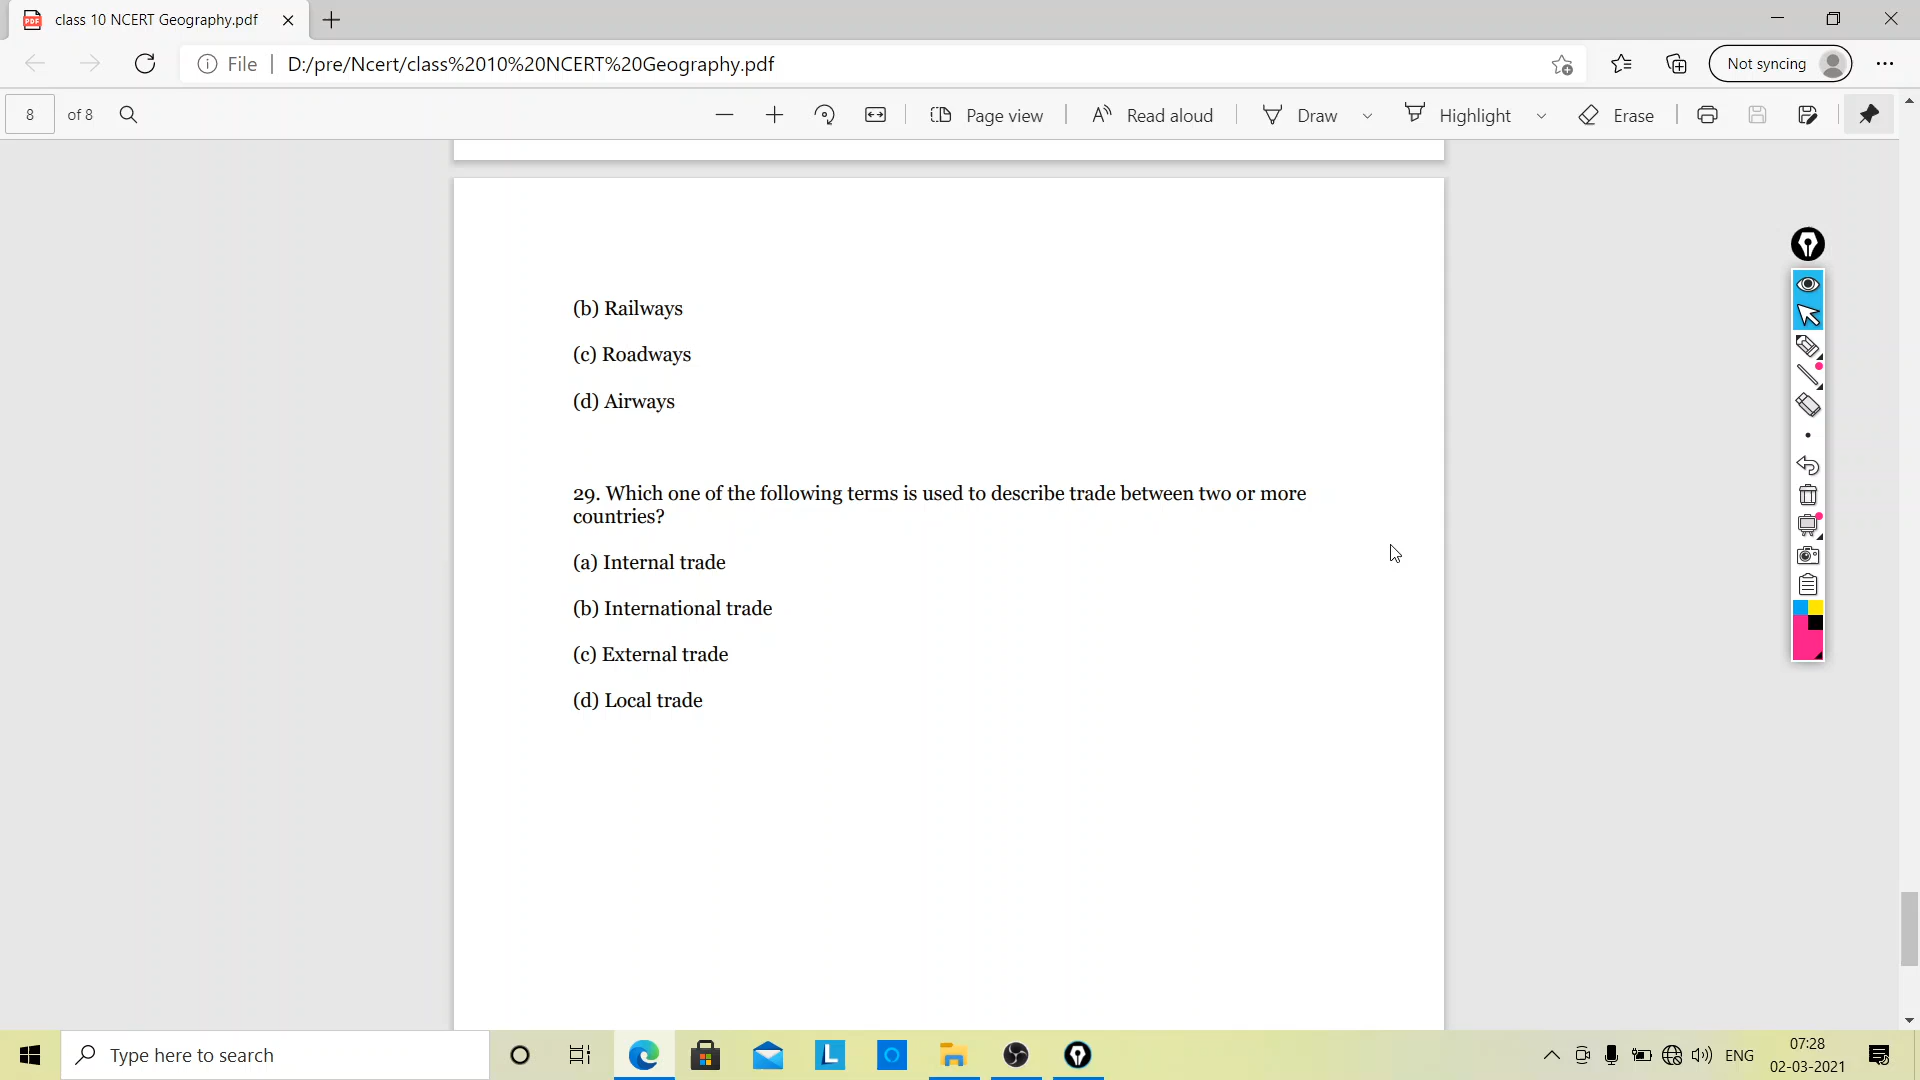 class 10 NCERT Geography.pdf
File
D:/pre/Ncert/class%2010%20NCERT%20Geography.pdf
Not syncing
8 of 8
Page view
Read aloud
Draw
Highlight
Erase
(b) Railways
(c) Roadways
(d) Airways
29. Which one of the following terms is used to describe trade between two or more
countries?
(a) Internal trade
(b) International trade
(c) External trade
(d) Local trade
Type here to search
L
ENG
07:28
02-03-2021